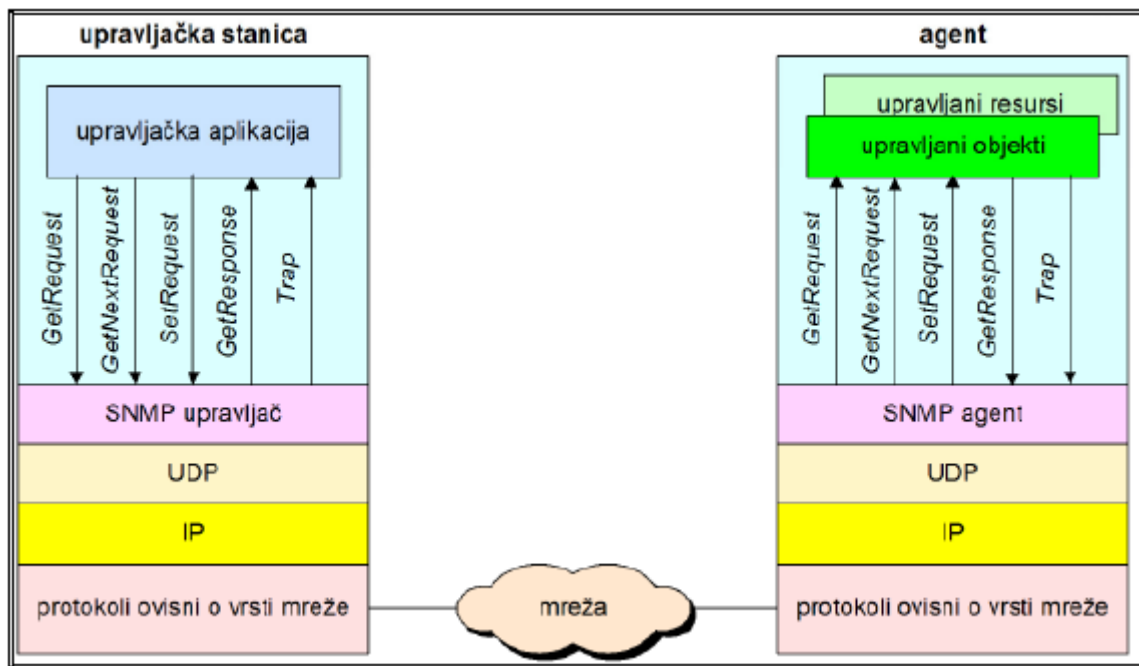 upravljačka stanica
upravljačka aplikacija
GetRequest
GetNextRequest
SetRequest
GetResponse
Trap
SNMP upravljač
UDP
IP
protokoli ovisni o vrsti mreže
mreža
agent
upravljani resursi
upravljani objekti
GetRequest
GetNextRequest
SetRequest
GetResponse
Trap
SNMP agent
UDP
IP
protokoli ovisni o vrsti mreže